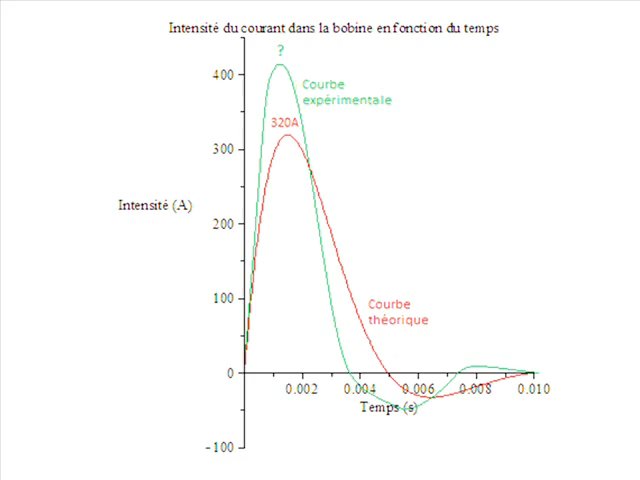 Intensité du courant dans la bobine en fonction du temps
?
400
Courbe
expérimentale
320A
300
Intensité (A)
200
100
Courbe
théorique
0
0.002 0.004 0.006 0.008 0.010
Temps (s)
-100